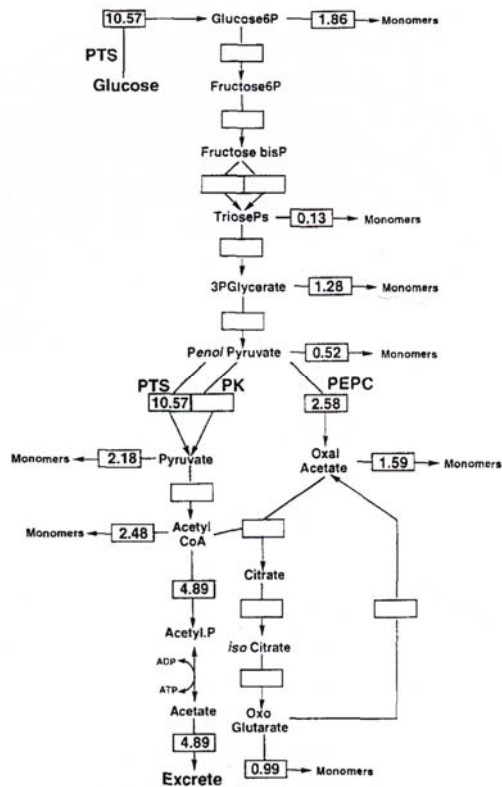 10.57 Glucose6P 1.86 Monomers
PTS
Glucose
Fructose6P
Fructose bisP
TriosePs 0.13 Monomers
3PGlycerate 1.28 Monomers
Penol Pyruvate 0.52 Monomers
PTS PK PEPC
10.57 2.58
Monomers 2.18 Pyruvate Oxal
Acetate 1.59 Monomers
Monomers 2.48 Acetyl
CoA
Citrate
4.89
Acetyl.P
iso Citrate
ADP
ATP
Acetate Oxo
Glutarate
4.89
Excrete 0.99 Monomers